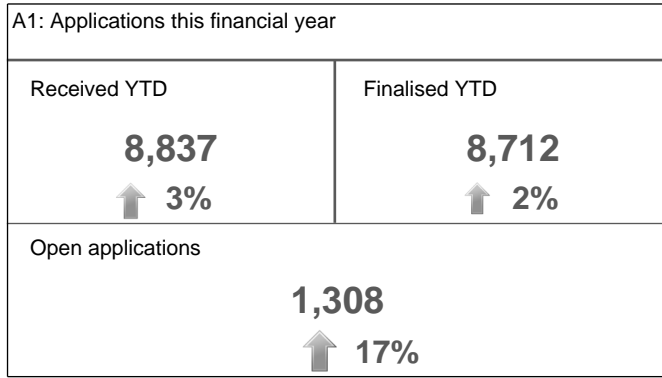 A1: Applications this financial year
Received YTD
8,837
3%
Finalised YTD
8,712
2%
Open applications
1,308
17%